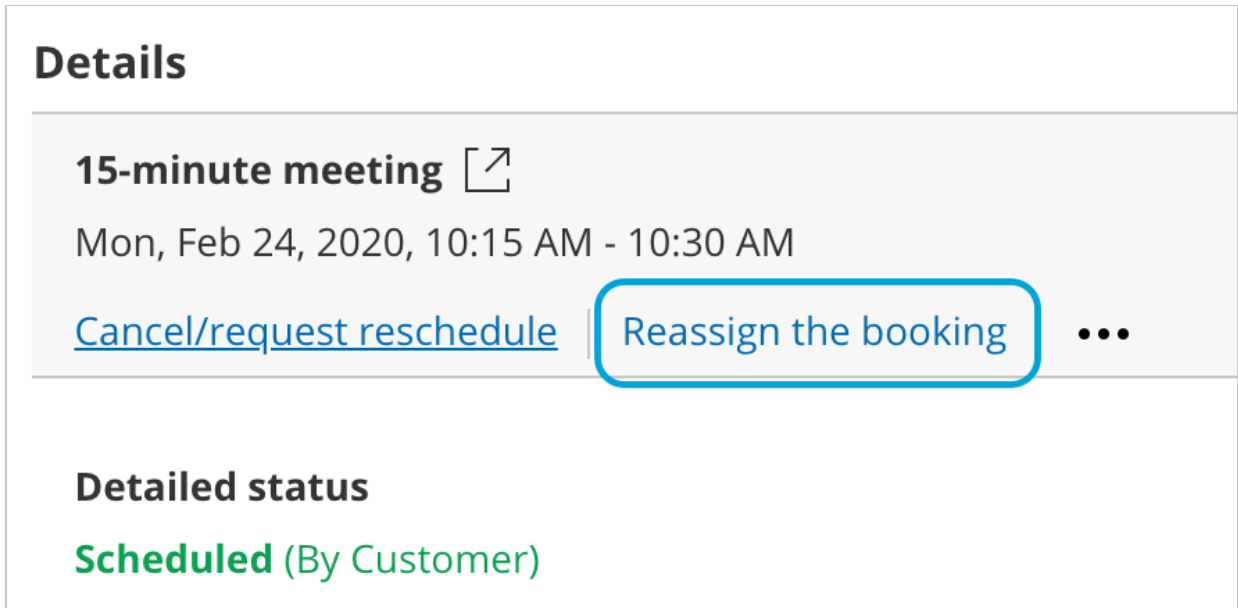 Details
15-minute meeting
Mon, Feb 24, 2020, 10:15 AM - 10:30 AM
Cancel/request reschedule Reassign the booking
Detailed status
Scheduled (By Customer)